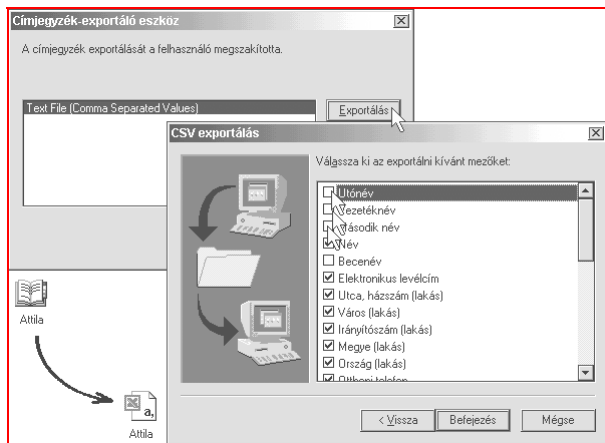 Címjegyzék-exportáló eszköz
A címjegyzék exportálását a felhasználó megszakította.
Text File (Comma Separated Values)
Exportálás
CSV exportálás
Válassza ki az exportálni kívánt mezőket:
Utónév
Vezetéknév
Második név
Név
Becenév
Elektronikus levélcím
Utca, házszám (lakás)
Város (lakás)
Irányítószám (lakás)
Megye (lakás)
Ország (lakás)
Otthoni telefon
< Vissza
Befejezés
Mégse
Attila
a,
Attila